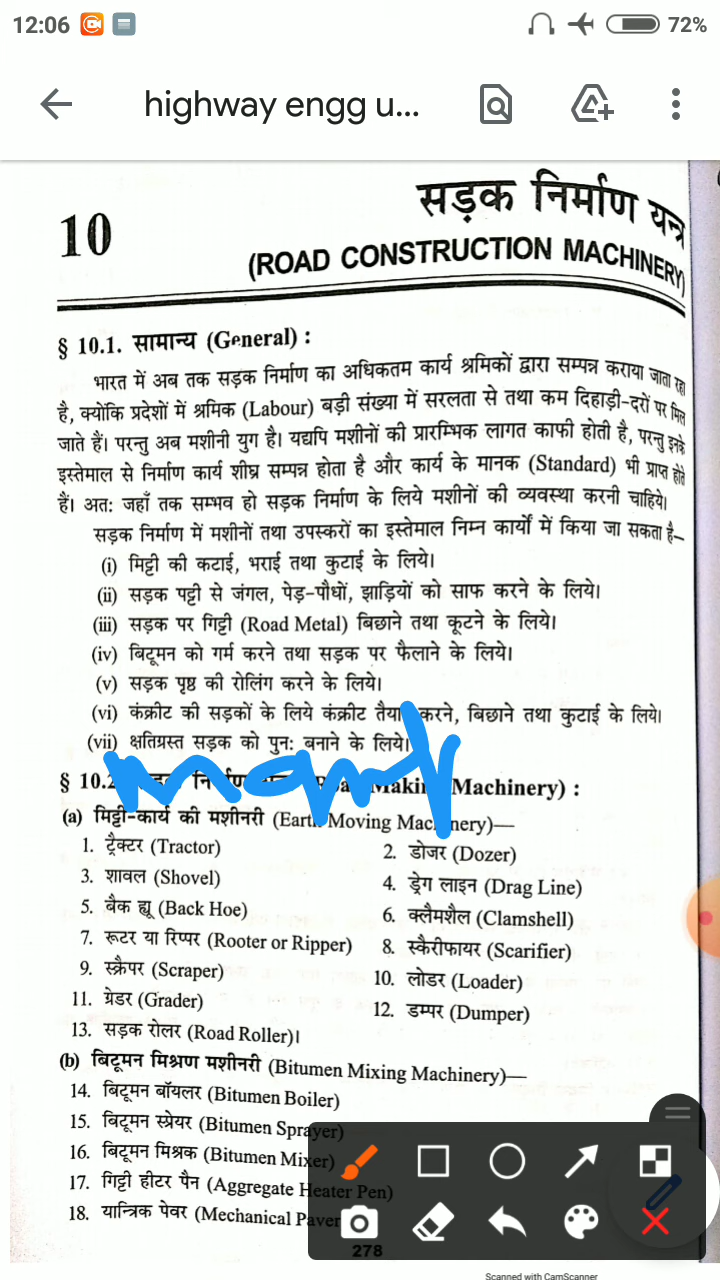 12:06
72%
highway engg u...
10
सड़क निर्माण यन्त्र
(ROAD CONSTRUCTION MACHINERY)
§ 10.1. सामान्य (General) :
भारत में अब तक सड़क निर्माण का अधिकतम कार्य श्रमिकों द्वारा सम्पन्न कराया जाता रहा
है, क्योंकि प्रदेशों में श्रमिक (Labour) बड़ी संख्या में सरलता से तथा कम दिहाड़ी-दरों पर मिल
जाते हैं। परन्तु अब मशीनी युग है। यद्यपि मशीनों की प्रारम्भिक लागत काफी होती है, परन्तु इनके
इस्तेमाल से निर्माण कार्य शीघ्र सम्पन्न होता है और कार्य के मानक (Standard) भी प्राप्त होते
हैं। अत: जहाँ तक सम्भव हो सड़क निर्माण के लिये मशीनों की व्यवस्था करनी चाहिये।
सड़क निर्माण में मशीनों तथा उपस्करों का इस्तेमाल निम्न कार्यों में किया जा सकता है—
(i) मिट्टी की कटाई, भराई तथा कुटाई के लिये।
(ii) सड़क पट्टी से जंगल, पेड़-पौधों, झाड़ियों को साफ करने के लिये।
(iii) सड़क पर गिट्टी (Road Metal) बिछाने तथा कूटने के लिये।
(iv) बिटूमन को गर्म करने तथा सड़क पर फैलाने के लिये।
(v) सड़क पृष्ठ की रोलिंग करने के लिये।
(vi) कंक्रीट की सड़कों के लिये कंक्रीट तैयार करने, बिछाने तथा कुटाई के लिये।
(vii) क्षतिग्रस्त सड़क को पुन: बनाने के लिये।
§ 10.2 Machinery) :
(a) मिट्टी-कार्य की मशीनरी (Earth Moving Machinery)—
1. ट्रैक्टर (Tractor) 2. डोजर (Dozer)
3. शावल (Shovel) 4. ड्रेग लाइन (Drag Line)
5. बैक ह्यू (Back Hoe) 6. क्लैमशैल (Clamshell)
7. रूटर या रिप्पर (Rooter or Ripper) 8. स्कैरीफायर (Scarifier)
9. स्क्रैपर (Scraper) 10. लोडर (Loader)
11. ग्रेडर (Grader) 12. डम्पर (Dumper)
13. सड़क रोलर (Road Roller)।
(b) बिटूमन मिश्रण मशीनरी (Bitumen Mixing Machinery)—
14. बिटूमन बॉयलर (Bitumen Boiler)
15. बिटूमन स्प्रेयर (Bitumen Sprayer)
16. बिटूमन मिश्रक (Bitumen Mixer)
17. गिट्टी हीटर पैन (Aggregate Heater Pen)
18. यान्त्रिक पेवर (Mechanical Paver
278
Scanned with CamScanner